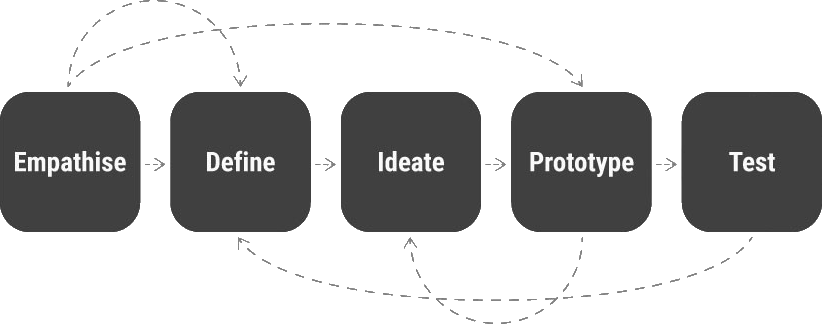 Empathise
Define
Ideate
Prototype
Test